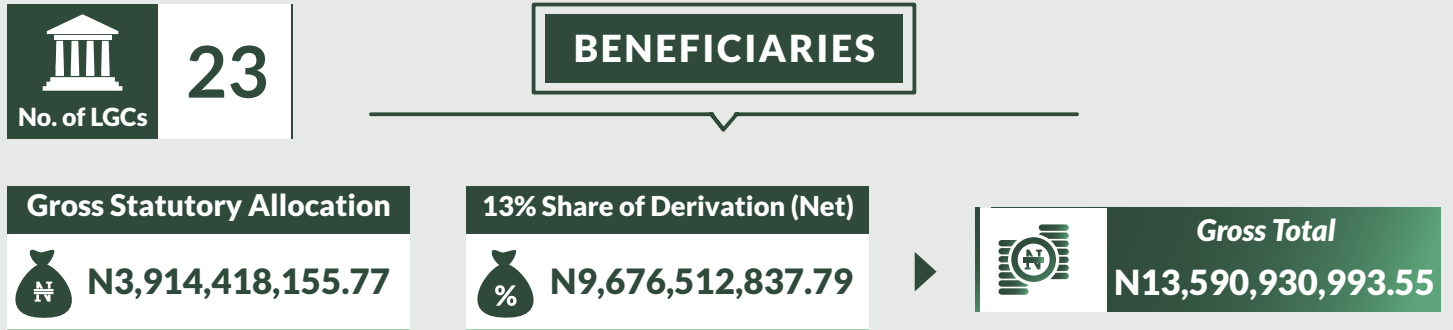 23
No. of LGCs
BENEFICIARIES
Gross Statutory Allocation
₦
N3,914,418,155.77
13% Share of Derivation (Net)
%
N9,676,512,837.79
Gross Total
₦
N13,590,930,993.55